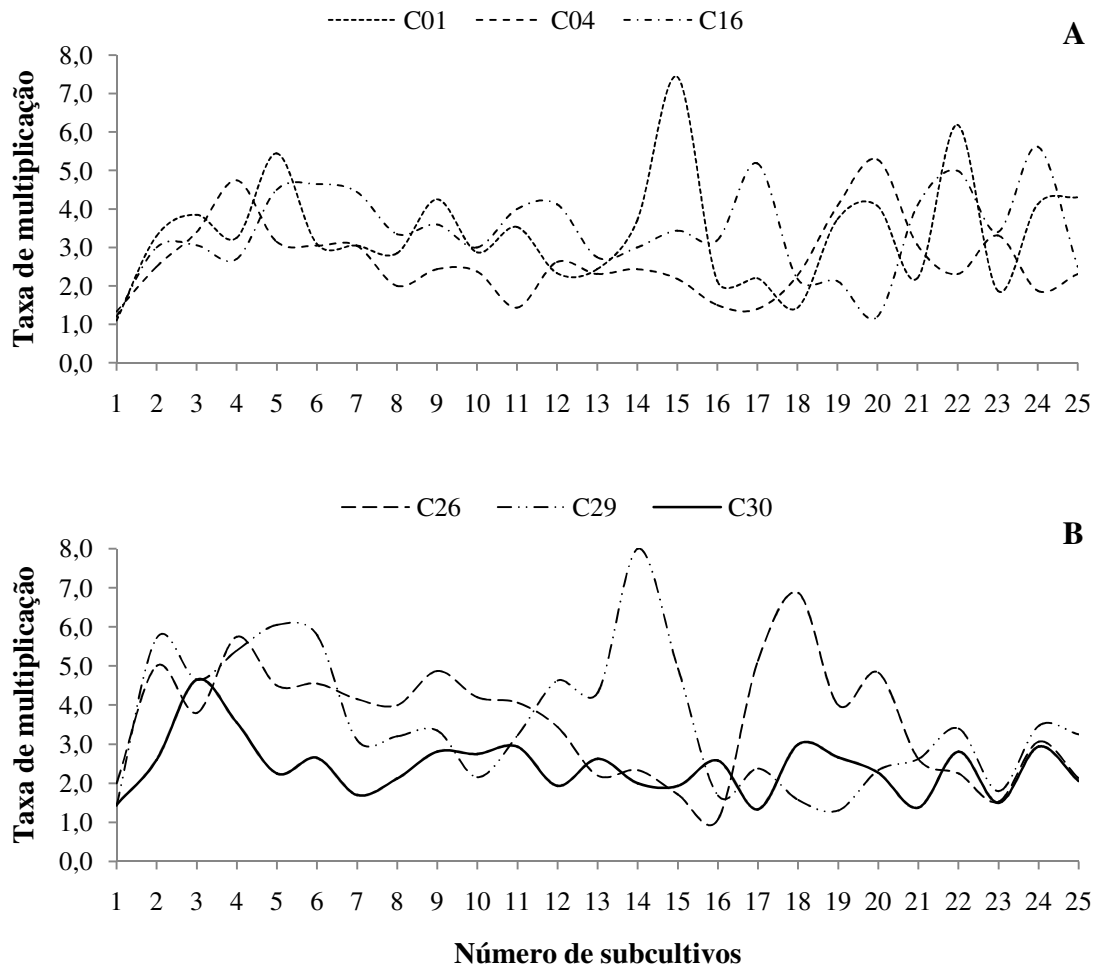 C01 C04 C16
A
Taxa de multiplicação
8,0
7,0
6,0
5,0
4,0
3,0
2,0
1,0
0,0
1 2 3 4 5 6 7 8 9 10 11 12 13 14 15 16 17 18 19 20 21 22 23 24 25
C26 C29 C30
B
Taxa de multiplicação
8,0
7,0
6,0
5,0
4,0
3,0
2,0
1,0
0,0
1 2 3 4 5 6 7 8 9 10 11 12 13 14 15 16 17 18 19 20 21 22 23 24 25
Número de subcultivos